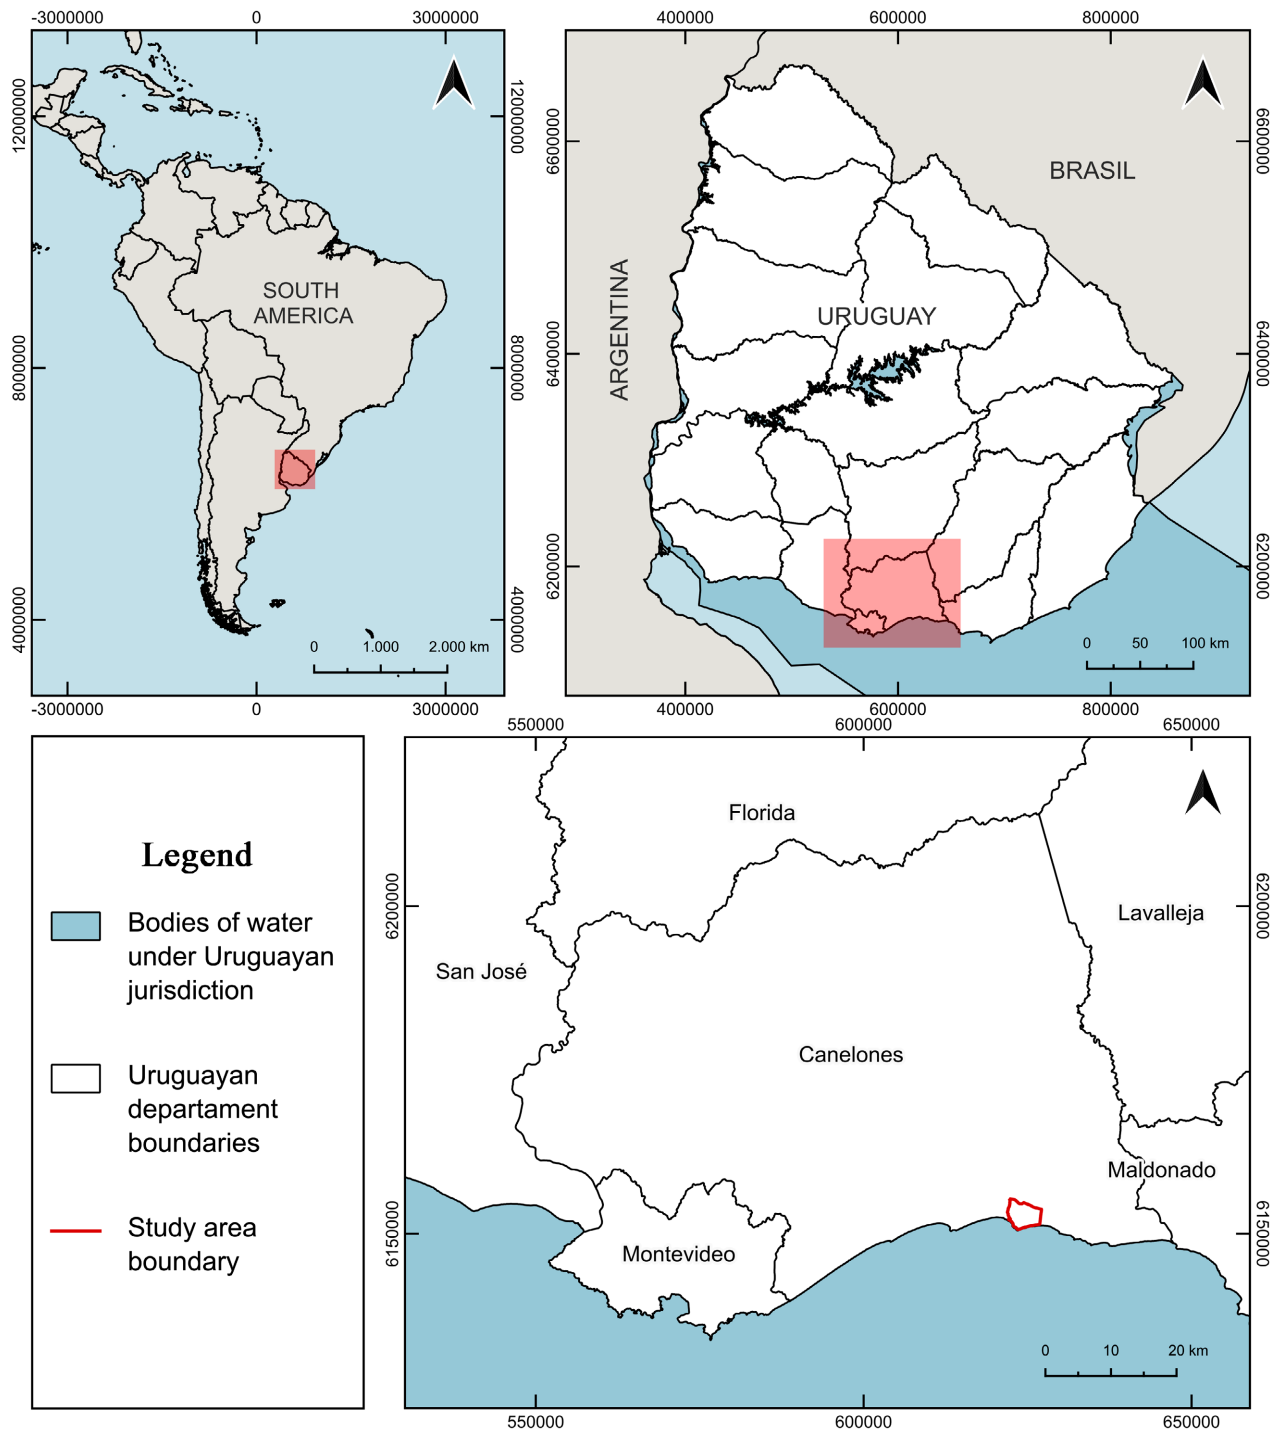 -3000000 0 3000000
12000000
8000000
4000000
12000000
8000000
4000000
SOUTH
AMERICA
0 1.000 2.000 km
-3000000 0 3000000
400000 600000 800000
6600000
6400000
6200000
6600000
6400000
6200000
BRASIL
ARGENTINA
URUGUAY
0 50 100 km
400000 600000 800000
Legend
Bodies of water
under Uruguayan
jurisdiction
Uruguayan
departament
boundaries
Study area
boundary
550000 600000 650000
6200000
6150000
6200000
6150000
Florida
Lavalleja
San José
Canelones
Maldonado
Montevideo
0 10 20 km
550000 600000 650000